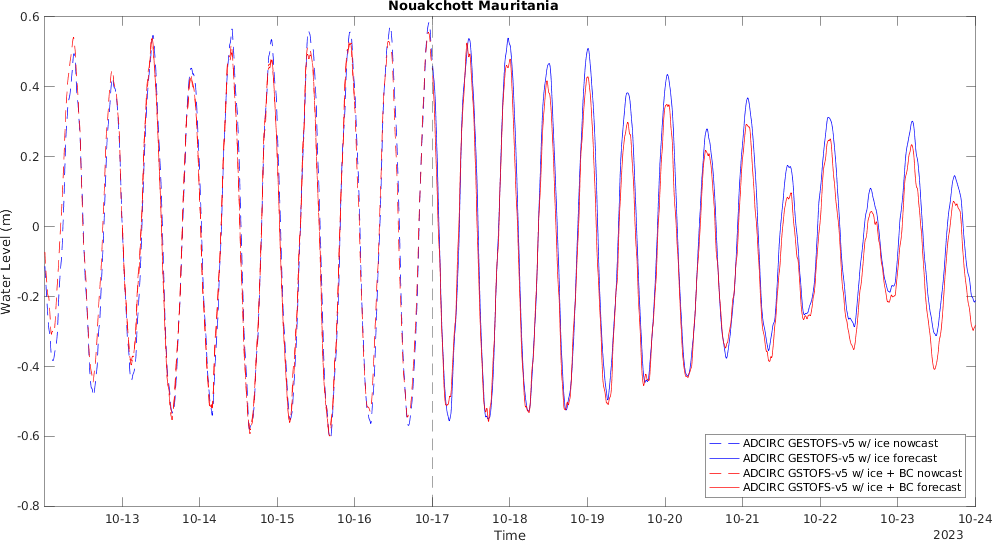 Nouakchott Mauritania
0.6
0.4
0.2
0
-0.2
-0.4
-0.6
-0.8
Water Level (m)
10-13 10-14 10-15 10-16 10-17 10-18 10-19 10-20 10-21 10-22 10-23 10-24
Time
2023
ADCIRC GESTOFS-v5 w/ ice nowcast
ADCIRC GESTOFS-v5 w/ ice forecast
ADCIRC GSTOFS-v5 w/ ice + BC nowcast
ADCIRC GSTOFS-v5 w/ ice + BC forecast